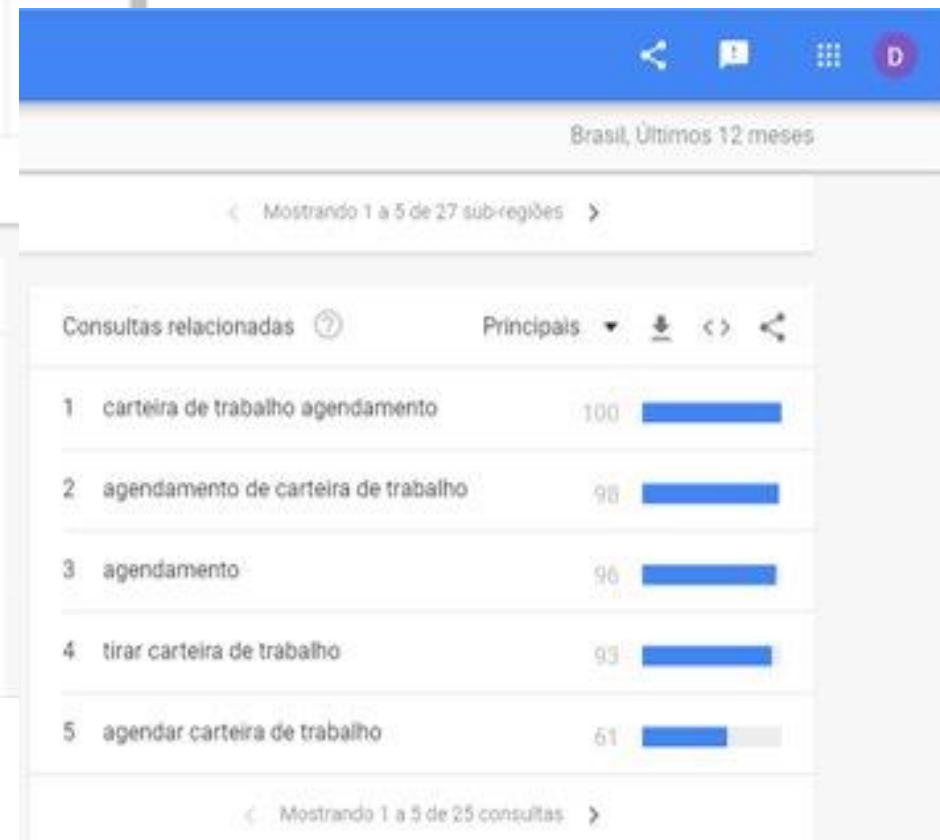 D
Brasil, Últimos 12 meses
Mostrando 1 a 5 de 27 sub-regiões
Consultas relacionadas ? Principais
1 carteira de trabalho agendamento 100
2 agendamento de carteira de trabalho 98
3 agendamento 96
4 tirar carteira de trabalho 93
5 agendar carteira de trabalho 61
Mostrando 1 a 5 de 25 consultas